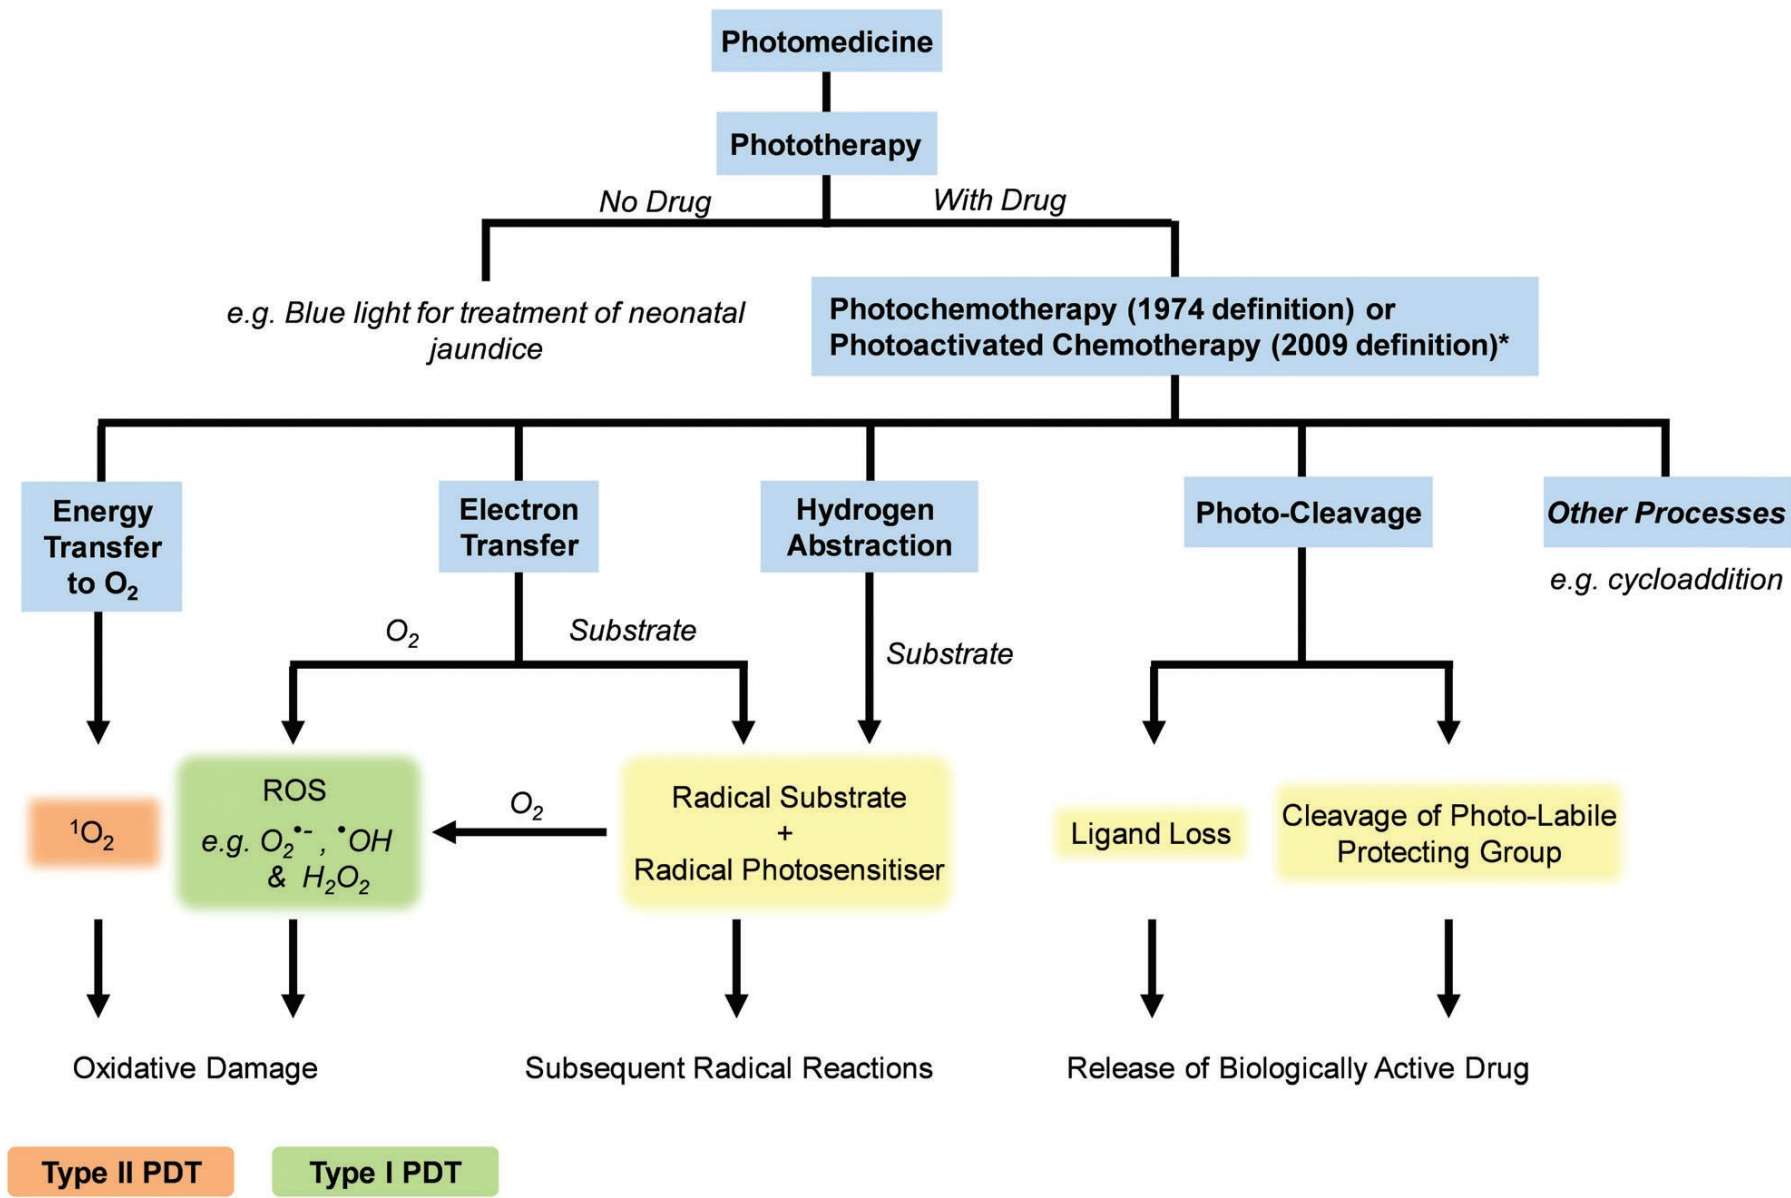 Photomedicine
Phototherapy
No Drug
With Drug
e.g. Blue light for treatment of neonatal
jaundice
Photochemotherapy (1974 definition) or
Photoactivated Chemotherapy (2009 definition)*
Energy
Transfer
to O₂
Electron
Transfer
Hydrogen
Abstraction
Photo-Cleavage
Other Processes
e.g. cycloaddition
O₂
Substrate
Substrate
¹O₂
ROS
e.g. O₂•-, •OH
& H₂O₂
O₂
Radical Substrate
+
Radical Photosensitiser
Ligand Loss
Cleavage of Photo-Labile
Protecting Group
Oxidative Damage
Subsequent Radical Reactions
Release of Biologically Active Drug
Type II PDT
Type I PDT